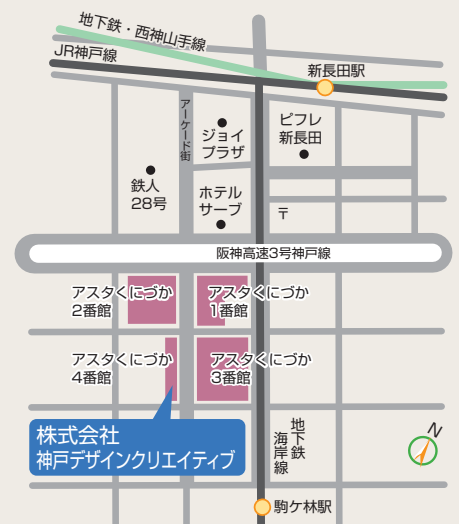 地下鉄・西神山手線
JR神戸線
新長田駅
アーケード街
ジョイ
プラザ
ピフレ
新長田
鉄人
28号
ホテル
サーブ
〒
阪神高速3号神戸線
アスタくにづか
2番館
アスタくにづか
1番館
アスタくにづか
4番館
アスタくにづか
3番館
株式会社
神戸デザインクリエイティブ
地下鉄
海岸線
N
駒ケ林駅